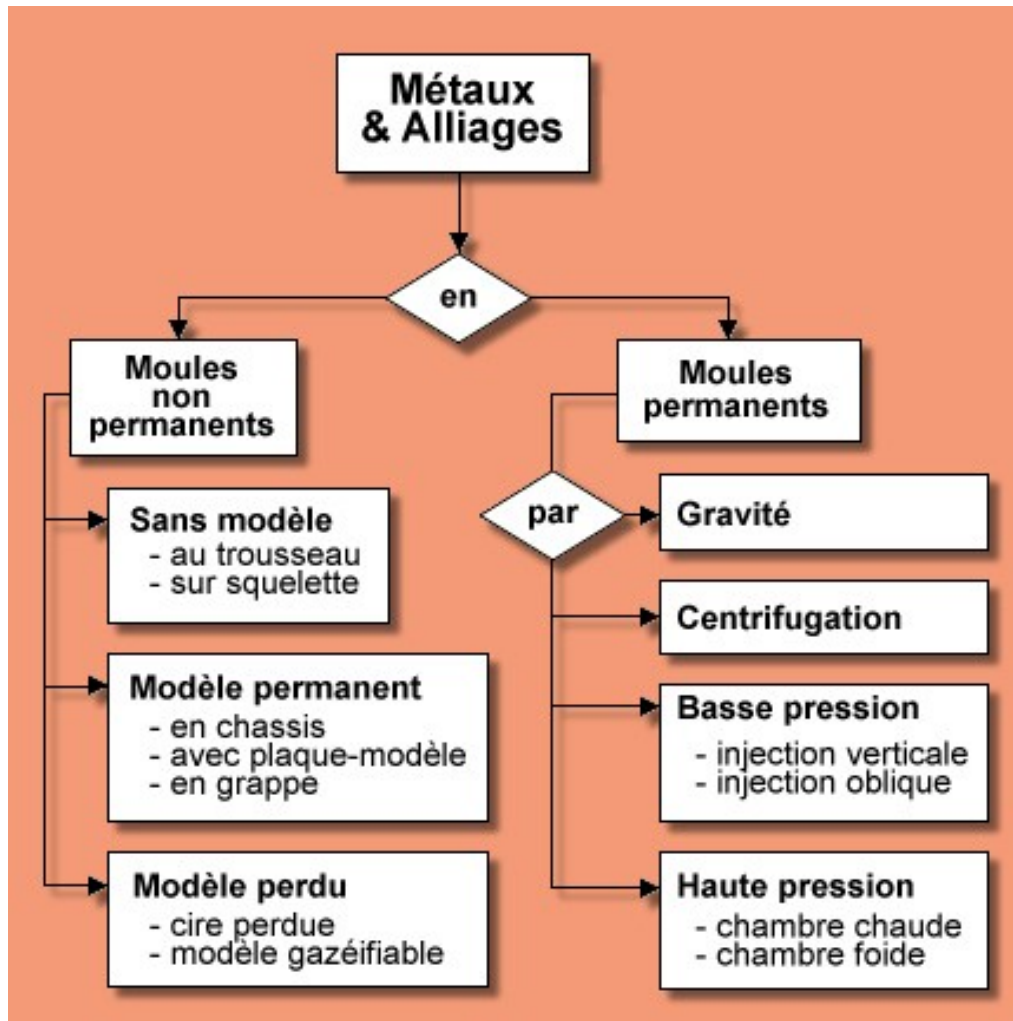 Métaux
& Alliages
en
Moules
non
permanents
Sans modèle
- au trousseau
- sur squelette
Modèle permanent
- en chassis
- avec plaque-modèle
- en grappe
Modèle perdu
- cire perdue
- modèle gazéifiable
Moules
permanents
par
Gravité
Centrifugation
Basse pression
- injection verticale
- injection oblique
Haute pression
- chambre chaude
- chambre foide